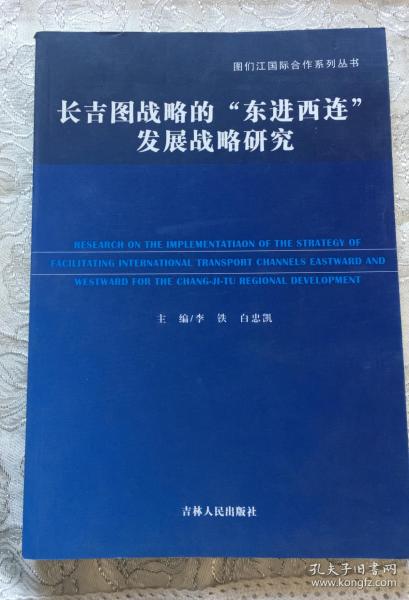 图们江国际合作系列丛书
长吉图战略的“东进西连”
发展战略研究
RESEARCH ON THE IMPLEMENTATIAON OF THE STRATEGY OF
FACILITATING INTERNATIONAL TRANSPORT CHANNELS EASTWARD AND
WESTWARD FOR THE CHANG-JI-TU REGIONAL DEVELOPMENT
主 编/李 铁 白忠凯
吉林人民出版社
孔夫子旧书网
book.kongfz.com